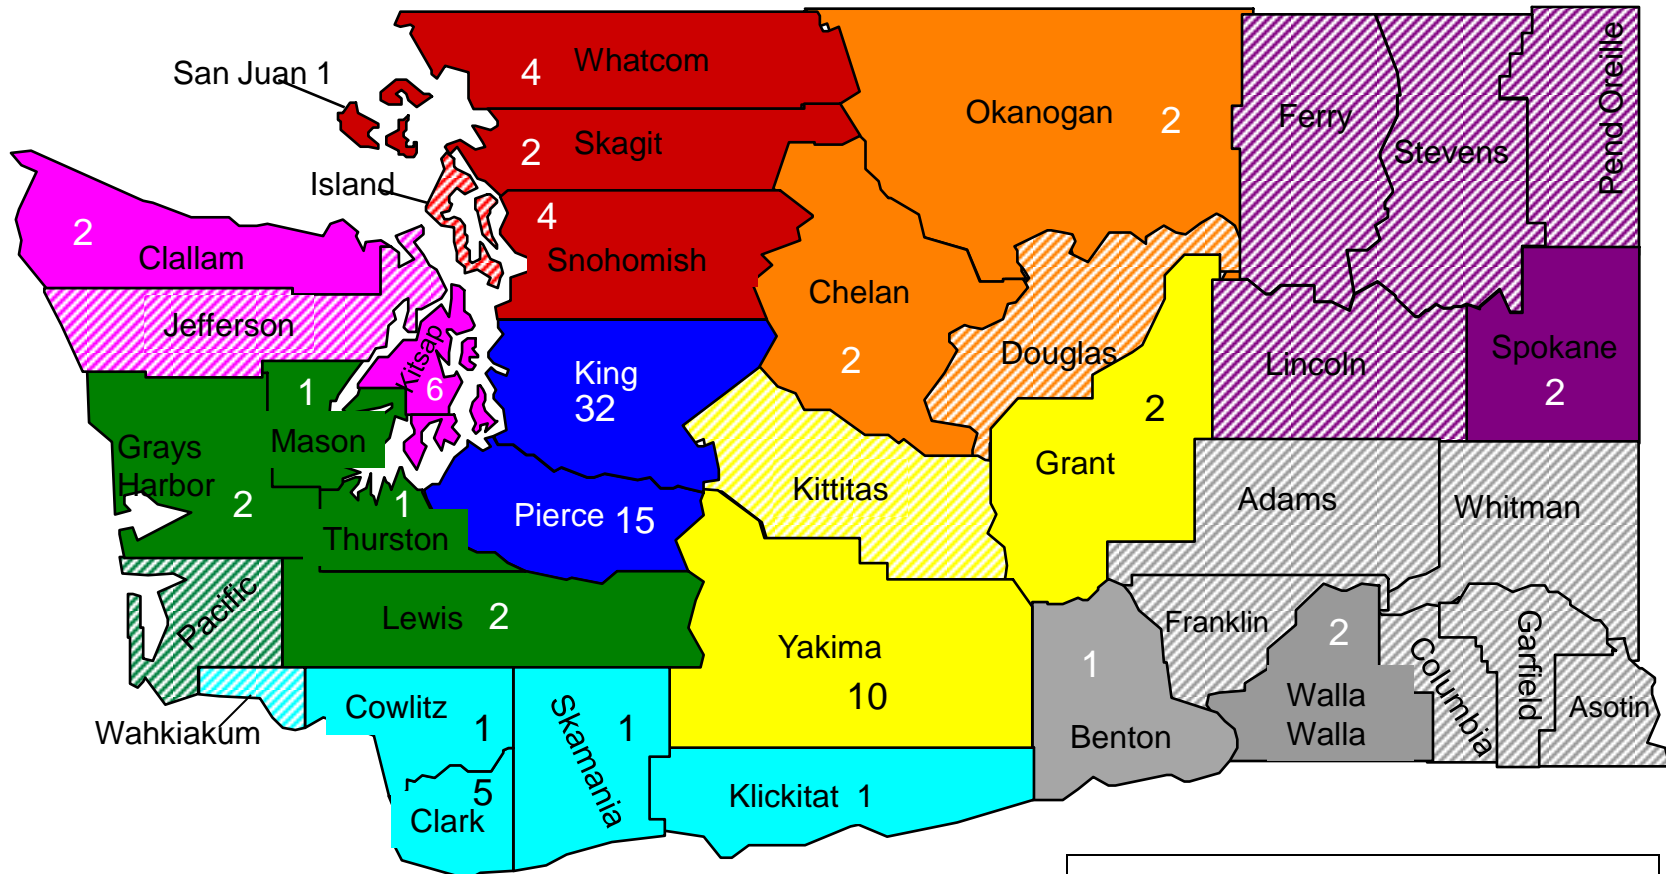 San Juan 1
4 Whatcom
2 Skagit
Island
4
Snohomish
Okanogan 2
Ferry
Stevens
Pend Oreille
2
Clallam
Jefferson
Kitsap
6
Chelan
2
Douglas
Lincoln
Spokane
2
King
32
1
Mason
Grays
Harbor
2
1
Thurston
Pierce 15
Kittitas
2
Grant
Adams
Whitman
Pacific
Lewis 2
Yakima
10
Franklin
1
Benton
2
Walla
Walla
Columbia
Garfield
Asotin
Wahkiakum
Cowlitz
1
Skamania
1
5
Clark
Klickitat 1